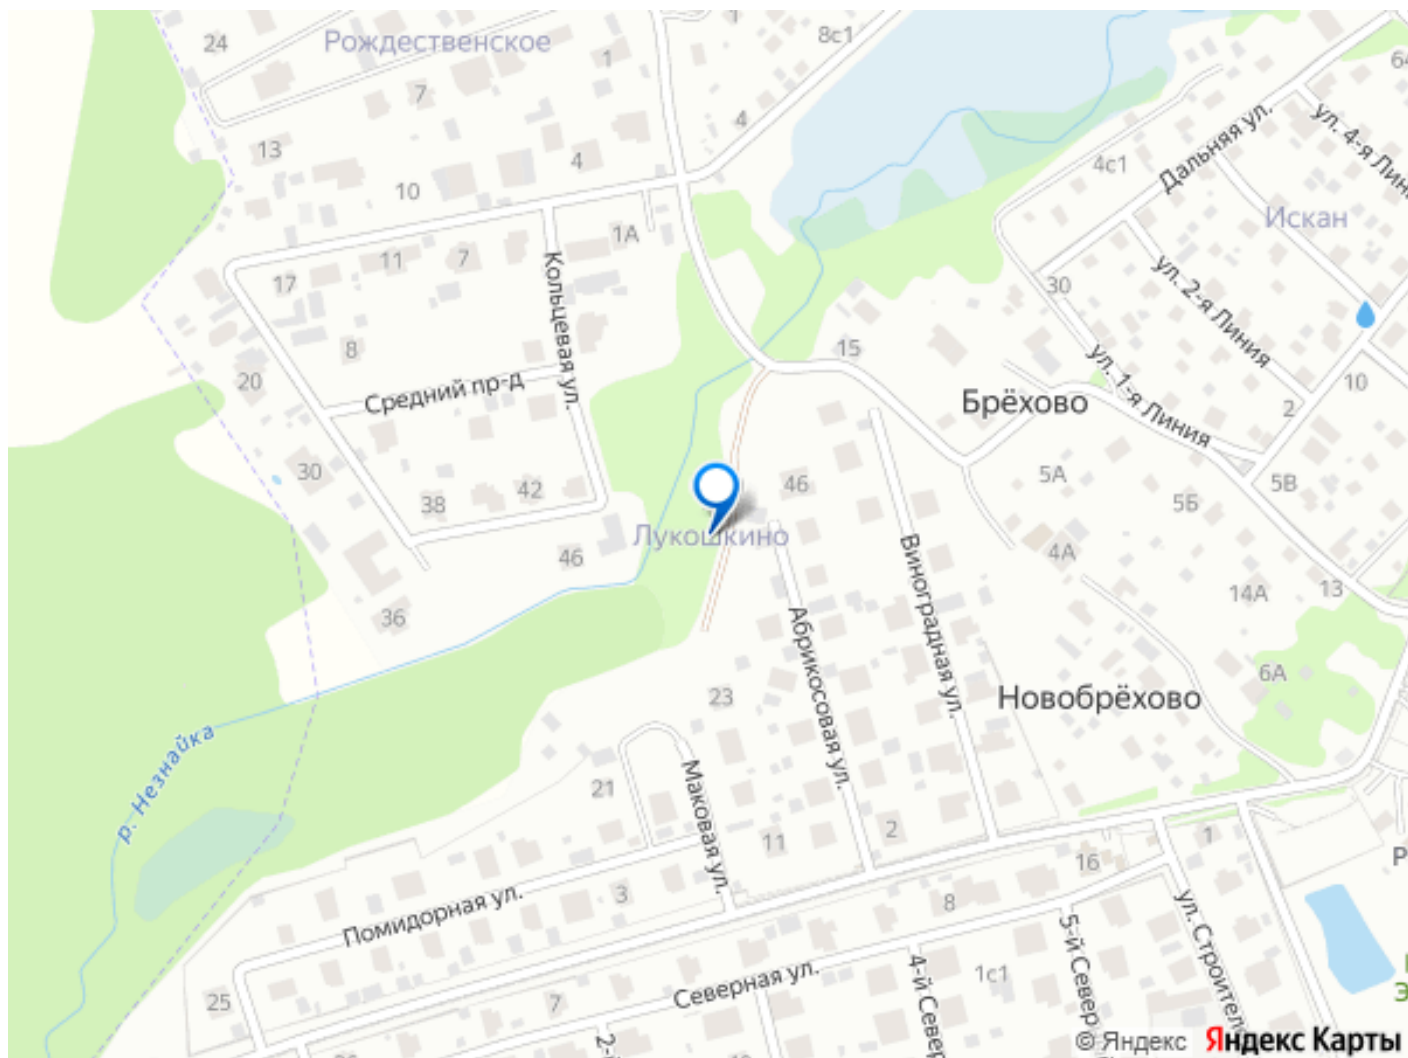 24
Рождественское
1
1
8с1
7
4
64
ул. 4-я Лин
13
4
4с1
Дальняя ул.
10
Искан
1А
17
11
7
Кольцевая ул.
30
ул. 2-я Линия
8
15
20
Средний пр-д
Брёхово
ул. 1-я Линия
10
2
30
38
42
46
5А
5Б
5В
Лукошкино
46
4А
Виноградная ул.
36
14А
13
Абрикосовая ул.
6А
23
Новобрёхово
р. Незнайка
21
Маковая ул.
11
2
1
16
Р
3
8
Помидорная ул.
ул. Строител
5-й Север
4-й Север
Северная ул.
1с1
25
7
Э
2-й
© Яндекс Яндекс Карты